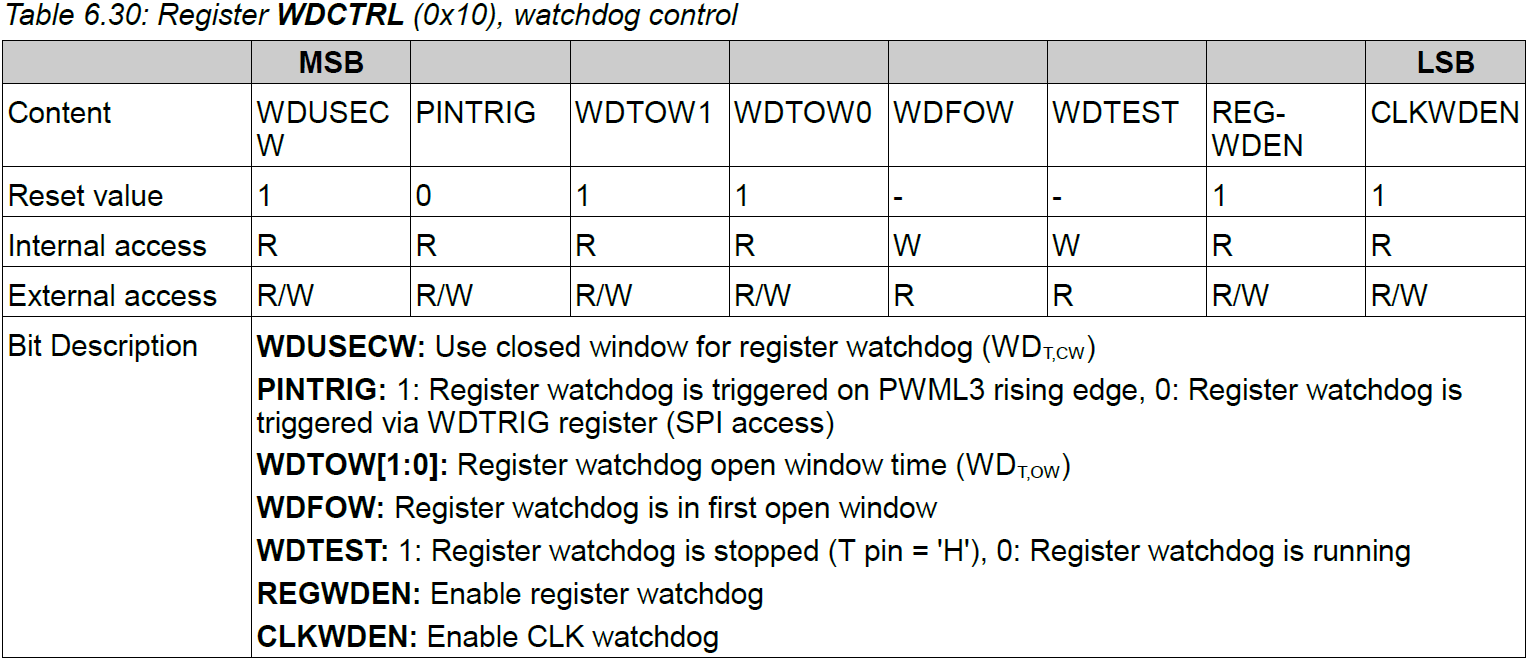 Table 6.30: Register WDCTRL (0x10), watchdog control
MSB LSB
Content WDUSEC PINTRIG WDTOW1 WDTOW0 WDFOW WDTEST REG- CLKWDEN
W WDEN
Reset value 1 0 1 1 - - 1 1
Internal access R R R R W W R R
External access R/W R/W R/W R/W R R R/W R/W
Bit Description WDUSECW: Use closed window for register watchdog (WDT,CW)
PINTRIG: 1: Register watchdog is triggered on PWML3 rising edge, 0: Register watchdog is
triggered via WDTRIG register (SPI access)
WDTOW[1:0]: Register watchdog open window time (WDT,OW)
WDFOW: Register watchdog is in first open window
WDTEST: 1: Register watchdog is stopped (T pin = 'H'), 0: Register watchdog is running
REGWDEN: Enable register watchdog
CLKWDEN: Enable CLK watchdog